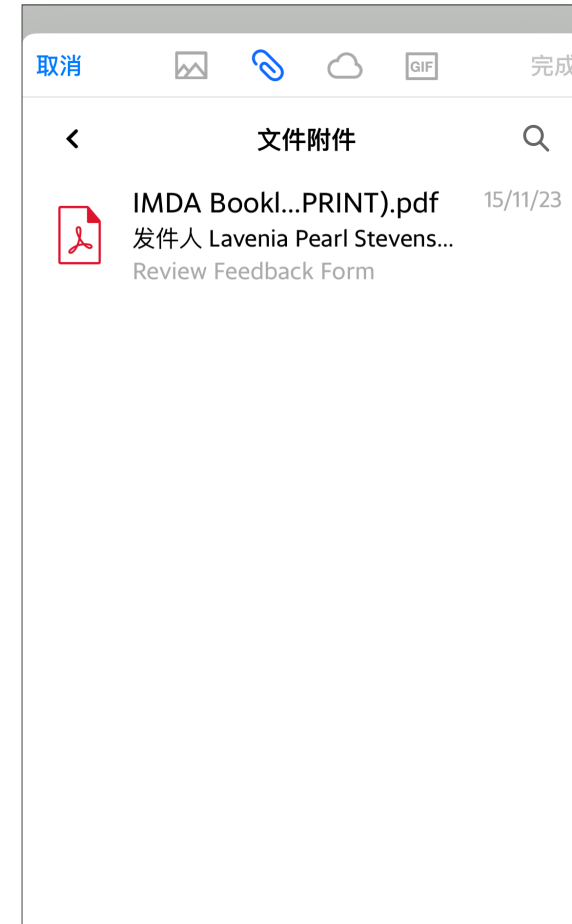 取消 GIF 完成
文件附件
IMDA Bookl...PRINT).pdf 15/11/23
发件人 Lavenia Pearl Stevens...
Review Feedback Form